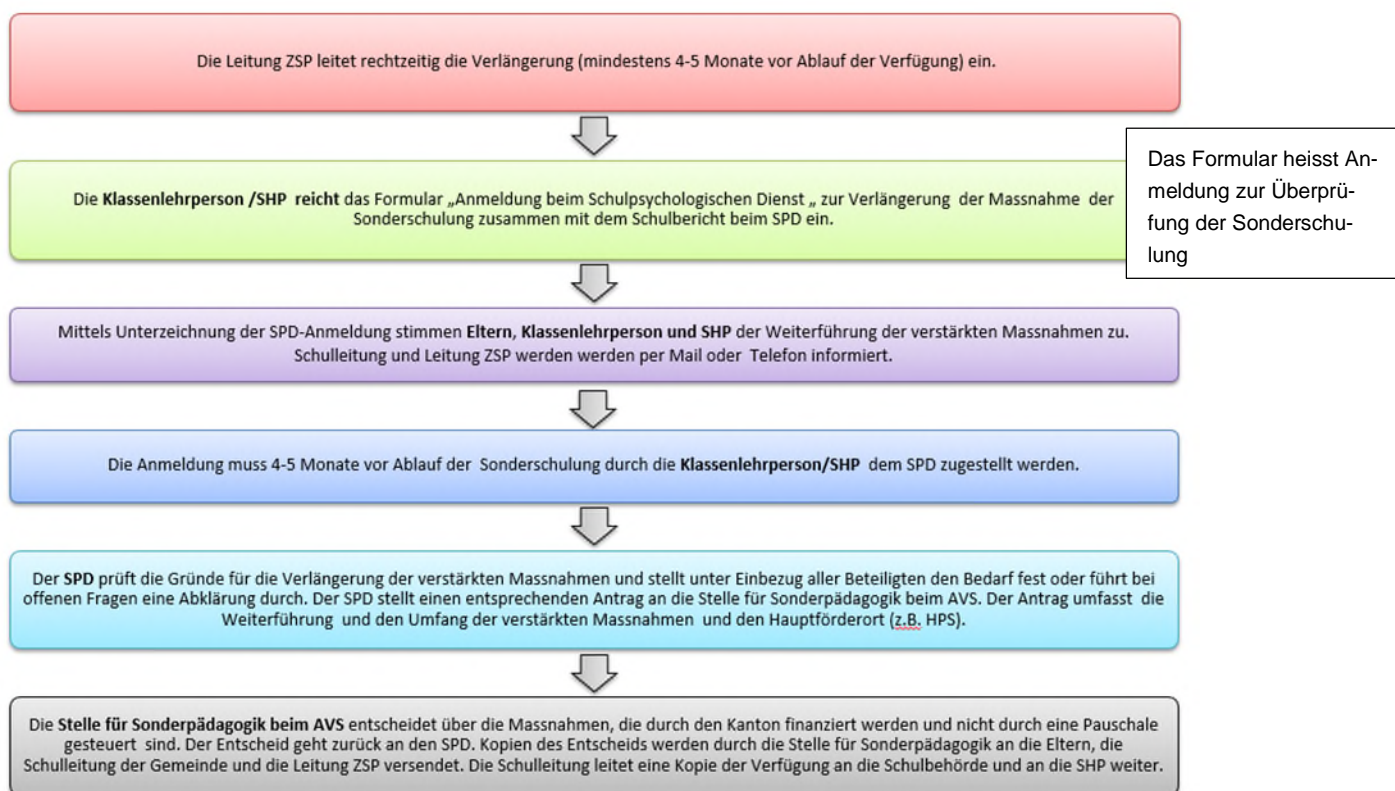 Die Leitung ZSP leitet rechtzeitig die Verlängerung (mindestens 4-5 Monate vor Ablauf der Verfügung) ein.
Die Klassenlehrperson /SHP reicht das Formular „Anmeldung beim Schulpsychologischen Dienst „ zur Verlängerung der Massnahme der
Sonderschulung zusammen mit dem Schulbericht beim SPD ein.
Das Formular heisst An-
meldung zur Überprü-
fung der Sonderschu-
lung
Mittels Unterzeichnung der SPD-Anmeldung stimmen Eltern, Klassenlehrperson und SHP der Weiterführung der verstärkten Massnahmen zu.
Schulleitung und Leitung ZSP werden werden per Mail oder Telefon informiert.
Die Anmeldung muss 4-5 Monate vor Ablauf der Sonderschulung durch die Klassenlehrperson/SHP dem SPD zugestellt werden.
Der SPD prüft die Gründe für die Verlängerung der verstärkten Massnahmen und stellt unter Einbezug aller Beteiligten den Bedarf fest oder führt bei
offenen Fragen eine Abklärung durch. Der SPD stellt einen entsprechenden Antrag an die Stelle für Sonderpädagogik beim AVS. Der Antrag umfasst die
Weiterführung und den Umfang der verstärkten Massnahmen und den Hauptförderort (z.B. HPS).
Die Stelle für Sonderpädagogik beim AVS entscheidet über die Massnahmen, die durch den Kanton finanziert werden und nicht durch eine Pauschale
gesteuert sind. Der Entscheid geht zurück an den SPD. Kopien des Entscheids werden durch die Stelle für Sonderpädagogik an die Eltern, die
Schulleitung der Gemeinde und die Leitung ZSP versendet. Die Schulleitung leitet eine Kopie der Verfügung an die Schulbehörde und an die SHP weiter.